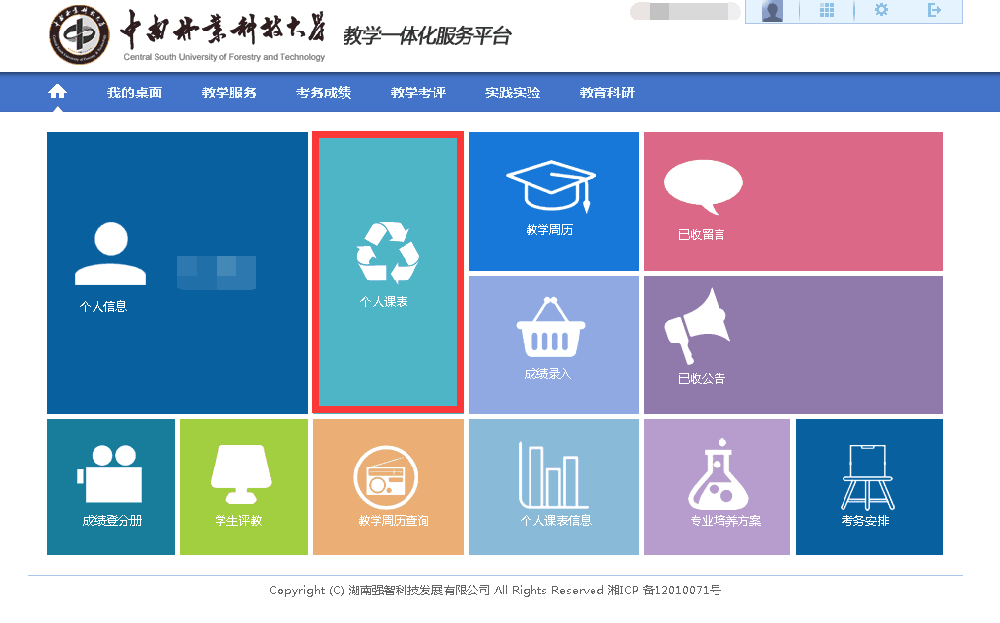 中南林业科技大学
教学一体化服务平台
Central South University of Forestry and Technology
我的桌面 教学服务 考务成绩 教学考评 实践实验 教育科研
个人信息
个人课表
教学周历
已收留言
成绩录入
已收公告
成绩登分册
学生评教
教学周历查询
个人课表信息
专业培养方案
考务安排
Copyright (C) 湖南强智科技发展有限公司 All Rights Reserved 湘ICP 备12010071号